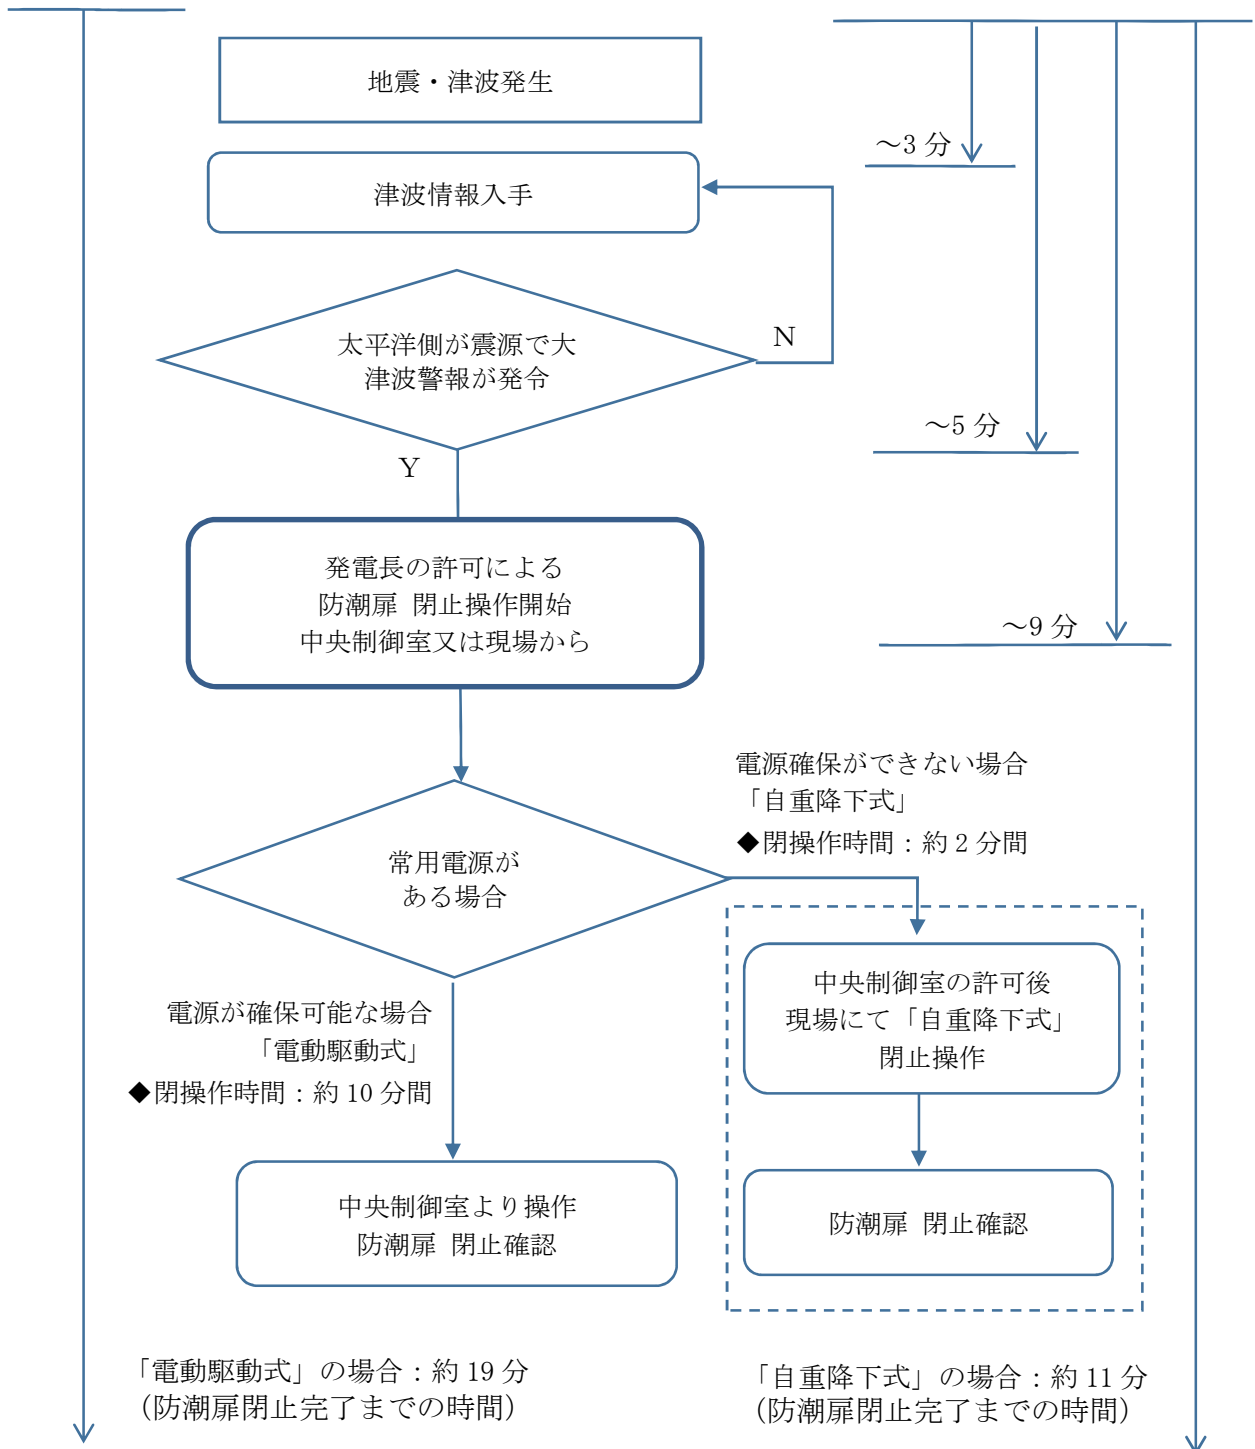 地震・津波発生
～3 分
津波情報入手
太平洋側が震源で大
津波警報が発令
N
～5 分
Y
発電長の許可による
防潮扉 閉止操作開始
中央制御室又は現場から
～9 分
電源確保ができない場合
「自重降下式」
◆閉操作時間：約 2 分間
常用電源が
ある場合
中央制御室の許可後
現場にて「自重降下式」
閉止操作
電源が確保可能な場合
「電動駆動式」
◆閉操作時間：約 10 分間
中央制御室より操作
防潮扉 閉止確認
防潮扉 閉止確認
「電動駆動式」の場合：約 19 分
（防潮扉閉止完了までの時間）
「自重降下式」の場合：約 11 分
（防潮扉閉止完了までの時間）